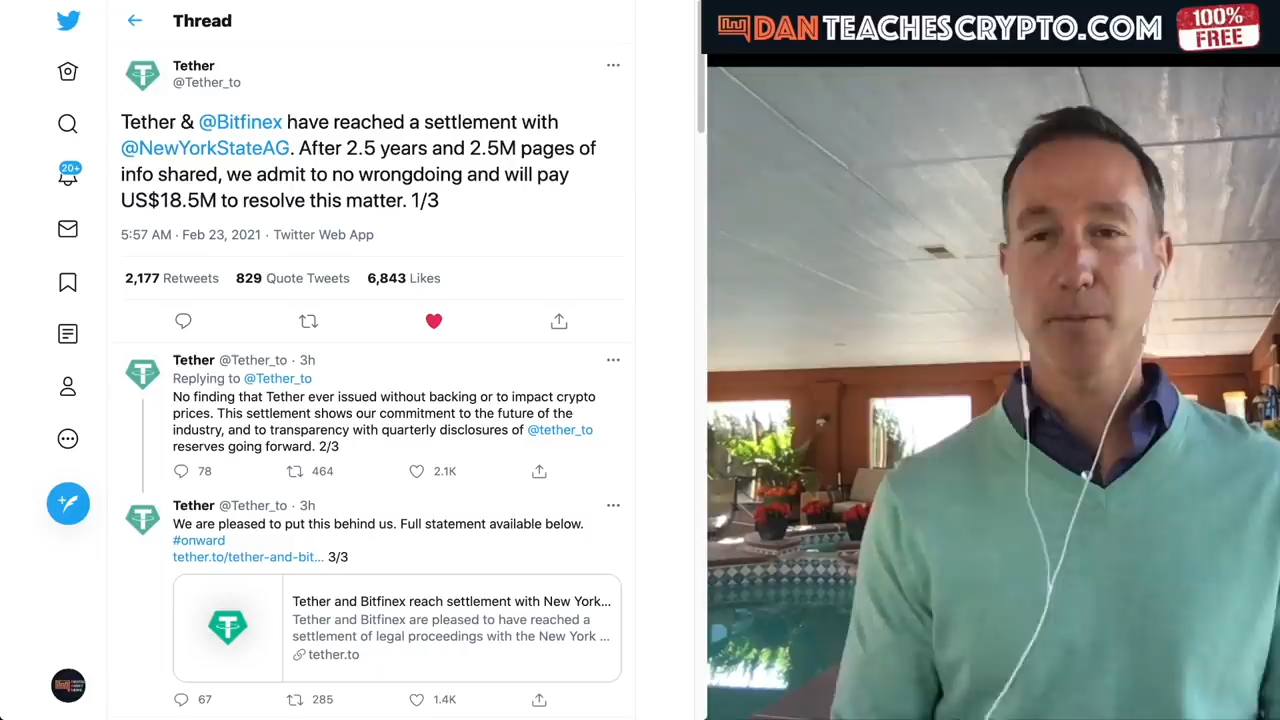 Thread
Tether
@Tether_to
Tether & @Bitfinex have reached a settlement with
@NewYorkStateAG. After 2.5 years and 2.5M pages of
info shared, we admit to no wrongdoing and will pay
US$18.5M to resolve this matter. 1/3
5:57 AM · Feb 23, 2021 · Twitter Web App
2,177 Retweets 829 Quote Tweets 6,843 Likes
Tether @Tether_to · 3h
Replying to @Tether_to
No finding that Tether ever issued without backing or to impact crypto
prices. This settlement shows our commitment to the future of the
industry, and to transparency with quarterly disclosures of @tether_to
reserves going forward. 2/3
78 464 2.1K
Tether @Tether_to · 3h
We are pleased to put this behind us. Full statement available below.
#onward
tether.to/tether-and-bit... 3/3
Tether and Bitfinex reach settlement with New York...
Tether and Bitfinex are pleased to have reached a
settlement of legal proceedings with the New York ...
tether.to
67 285 1.4K
20+
DANTEACHESCRYPTO.COM
100%
FREE